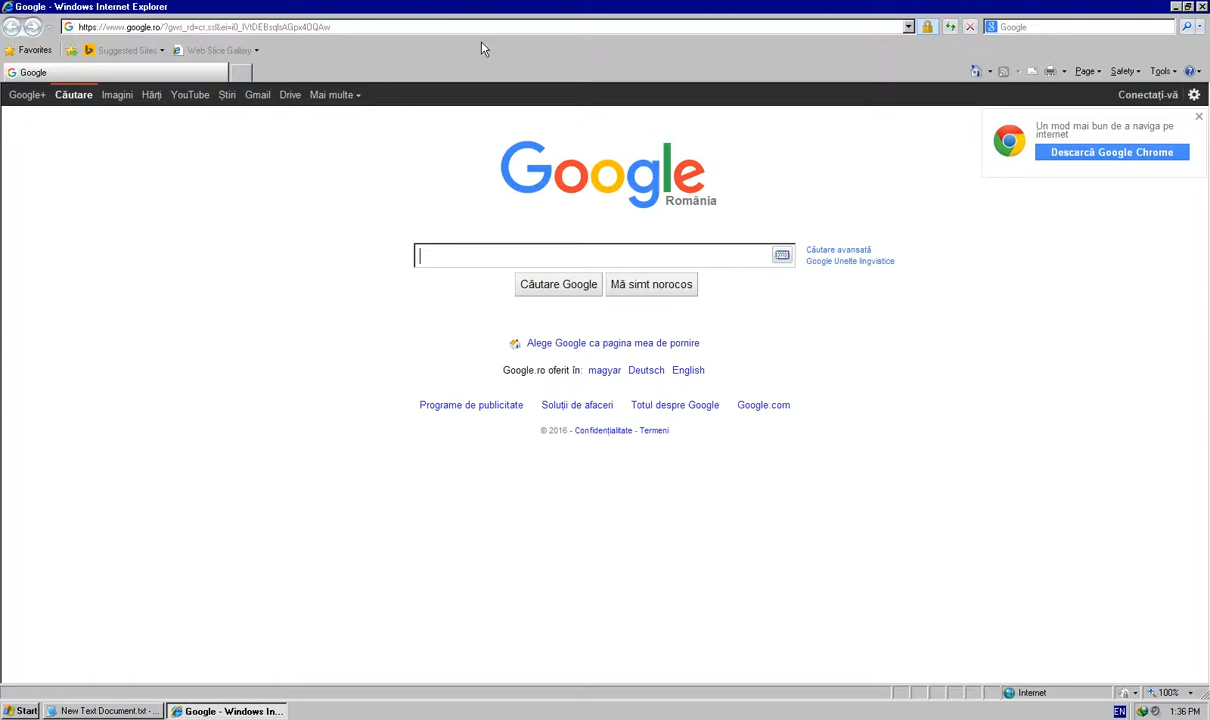 Google - Windows Internet Explorer
Google
Favorites Suggested Sites Web Slice Gallery
Google
Page Safety Tools
Google+ Căutare Imagini Hărți YouTube Știri Gmail Drive Mai multe Conectați-vă
Un mod mai bun de a naviga pe
internet
Descarcă Google Chrome
Google
România
Căutare avansată
Google Unelte lingvistice
Căutare Google Mă simt norocos
Alege Google ca pagina mea de pornire
Google.ro oferit în: magyar Deutsch English
Programe de publicitate Soluții de afaceri Totul despre Google Google.com
© 2016 - Confidențialitate - Termeni
Internet 100%
Start New Text Document.txt - ... Google - Windows In... EN 1:36 PM